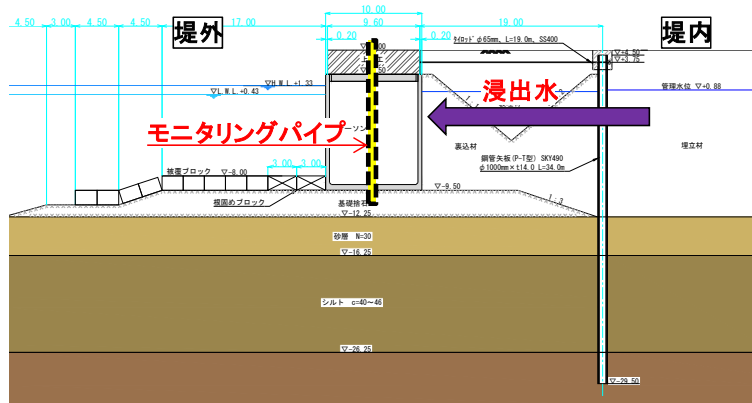 10.00
4.50 3.00 4.50 17.00 9.60 19.00
堤外
堤内
0.20 0.20
ﾀｲﾛｯﾄﾞ φ65mm、L=19.0m、SS400
▽+4.50
▽+3.75
▽H.W.L.+1.33
▽L.W.L.+0.43
管理水位 ▽+0.88
浸出水
モニタリングパイプ
裏込材
埋立材
鋼管矢板(P-T型) SKY490
φ1000mm×t14.0 L=34.0m
被覆ブロック ▽-8.00
3.00 3.00
▽-9.50
根固めブロック
基礎捨石
▽-12.25
砂層 N=30
▽-16.25
シルト c=40~46
▽-26.25
▽-29.50